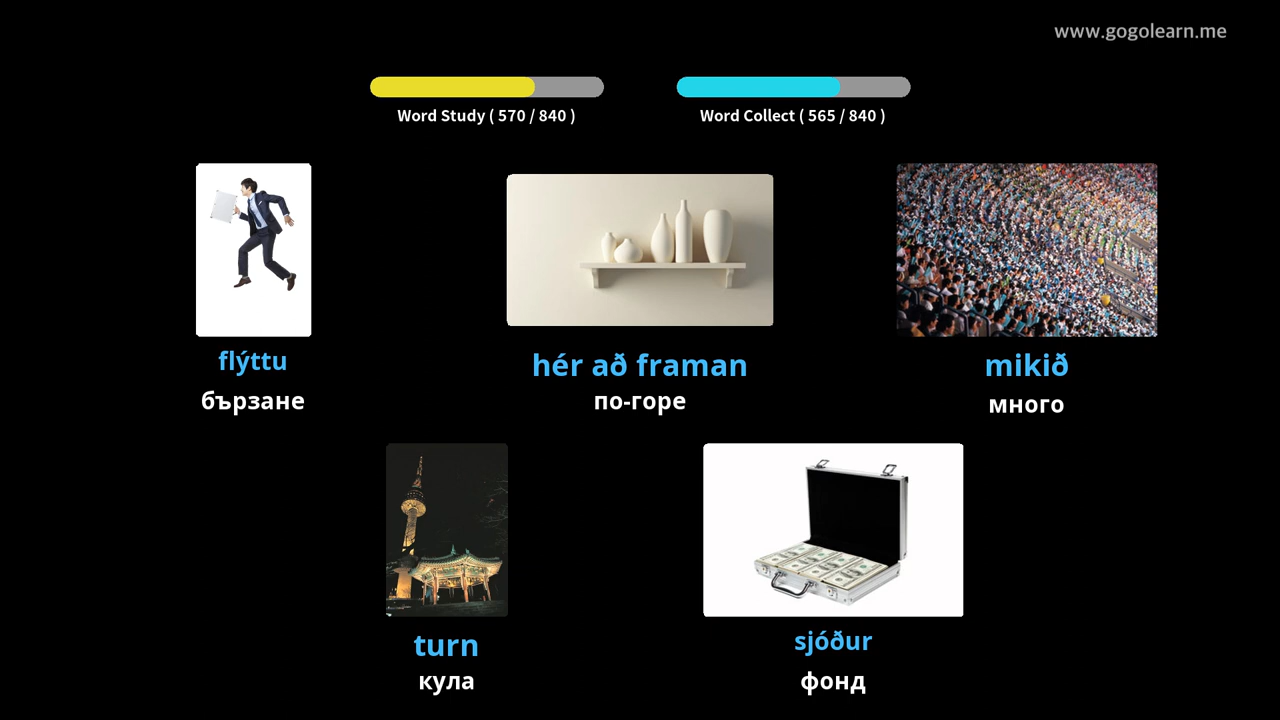 www.gogolearn.me
Word Study ( 570 / 840 )
Word Collect ( 565 / 840 )
flýttu
бързане
hér að framan
по-горе
mikið
много
turn
кула
sjóður
фонд